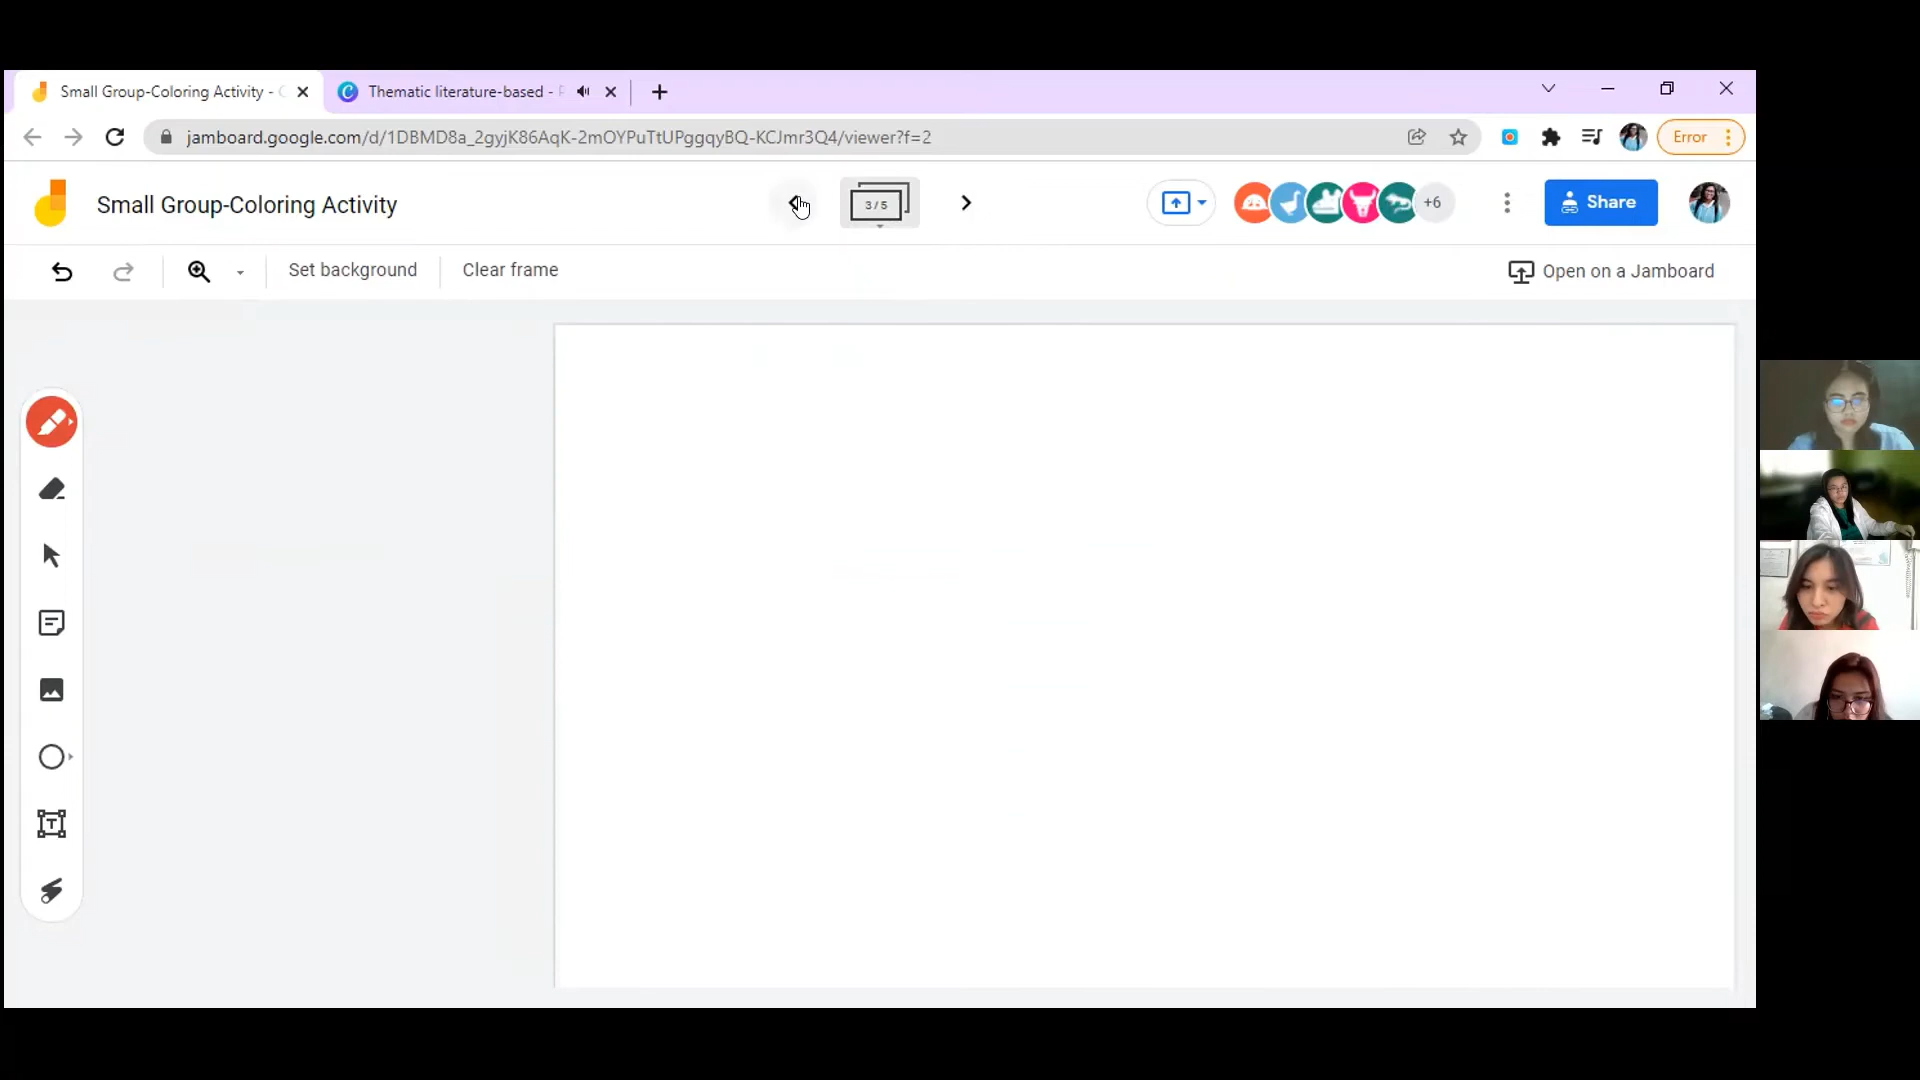 Small Group-Coloring Activity -
Thematic literature-based -
jamboard.google.com/d/1DBMD8a_2gyjK86AqK-2mOYPuTtUPggqyBQ-KCJmr3Q4/viewer?f=2
Error
Small Group-Coloring Activity
3 / 5
+6
Share
Set background
Clear frame
Open on a Jamboard